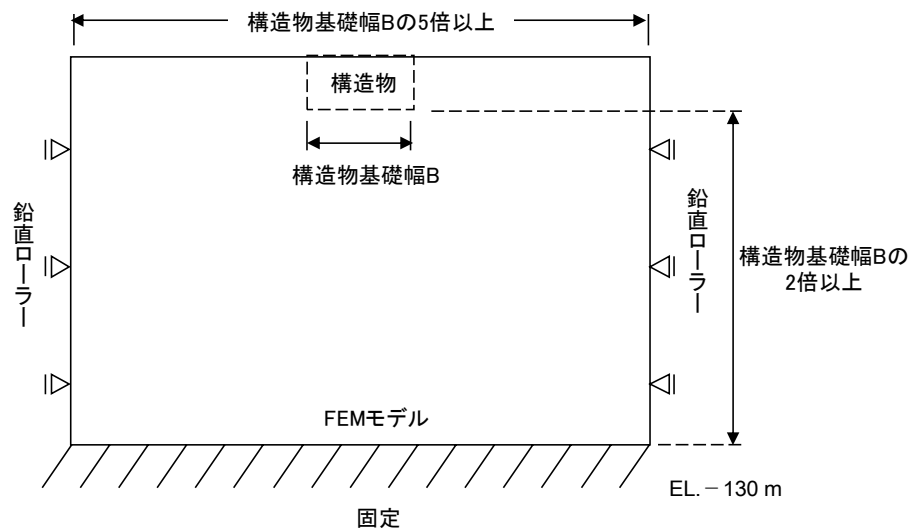 構造物基礎幅Bの5倍以上
構造物
構造物基礎幅B
鉛直ローラー
鉛直ローラー
構造物基礎幅Bの
2倍以上
FEMモデル
EL.－130 m
固定